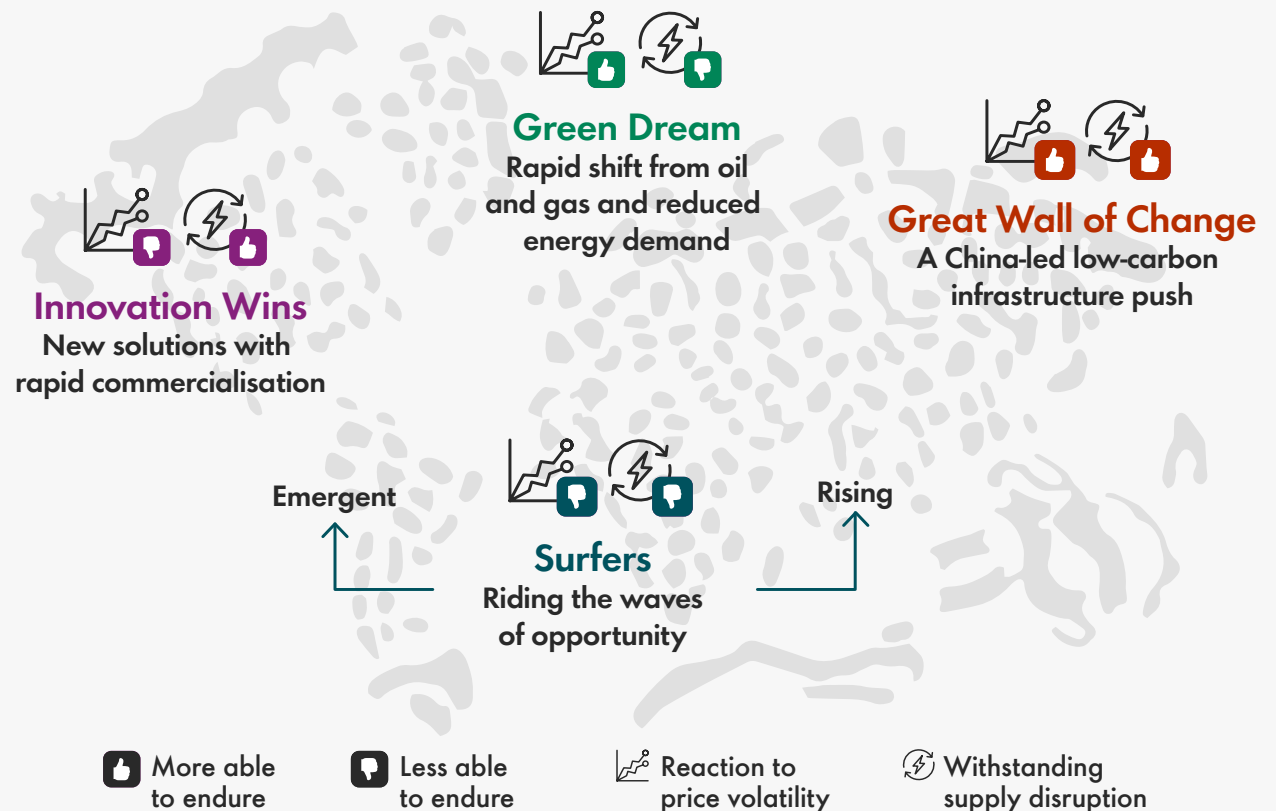 Green Dream
Rapid shift from oil
and gas and reduced
energy demand
Great Wall of Change
A China-led low-carbon
infrastructure push
Innovation Wins
New solutions with
rapid commercialisation
Emergent
Rising
Surfers
Riding the waves
of opportunity
More able
to endure
Less able
to endure
Reaction to
price volatility
Withstanding
supply disruption